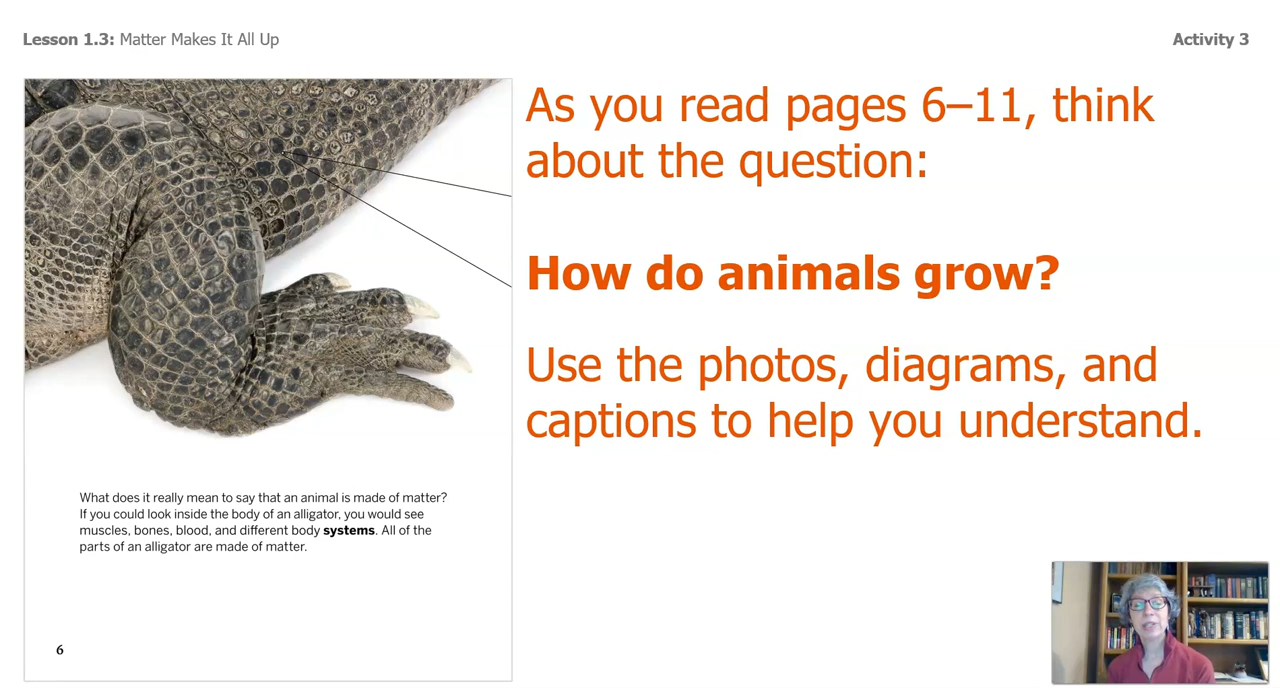 Lesson 1.3: Matter Makes It All Up
Activity 3
As you read pages 6–11, think
about the question:
How do animals grow?
Use the photos, diagrams, and
captions to help you understand.
What does it really mean to say that an animal is made of matter?
If you could look inside the body of an alligator, you would see
muscles, bones, blood, and different body systems. All of the
parts of an alligator are made of matter.
6